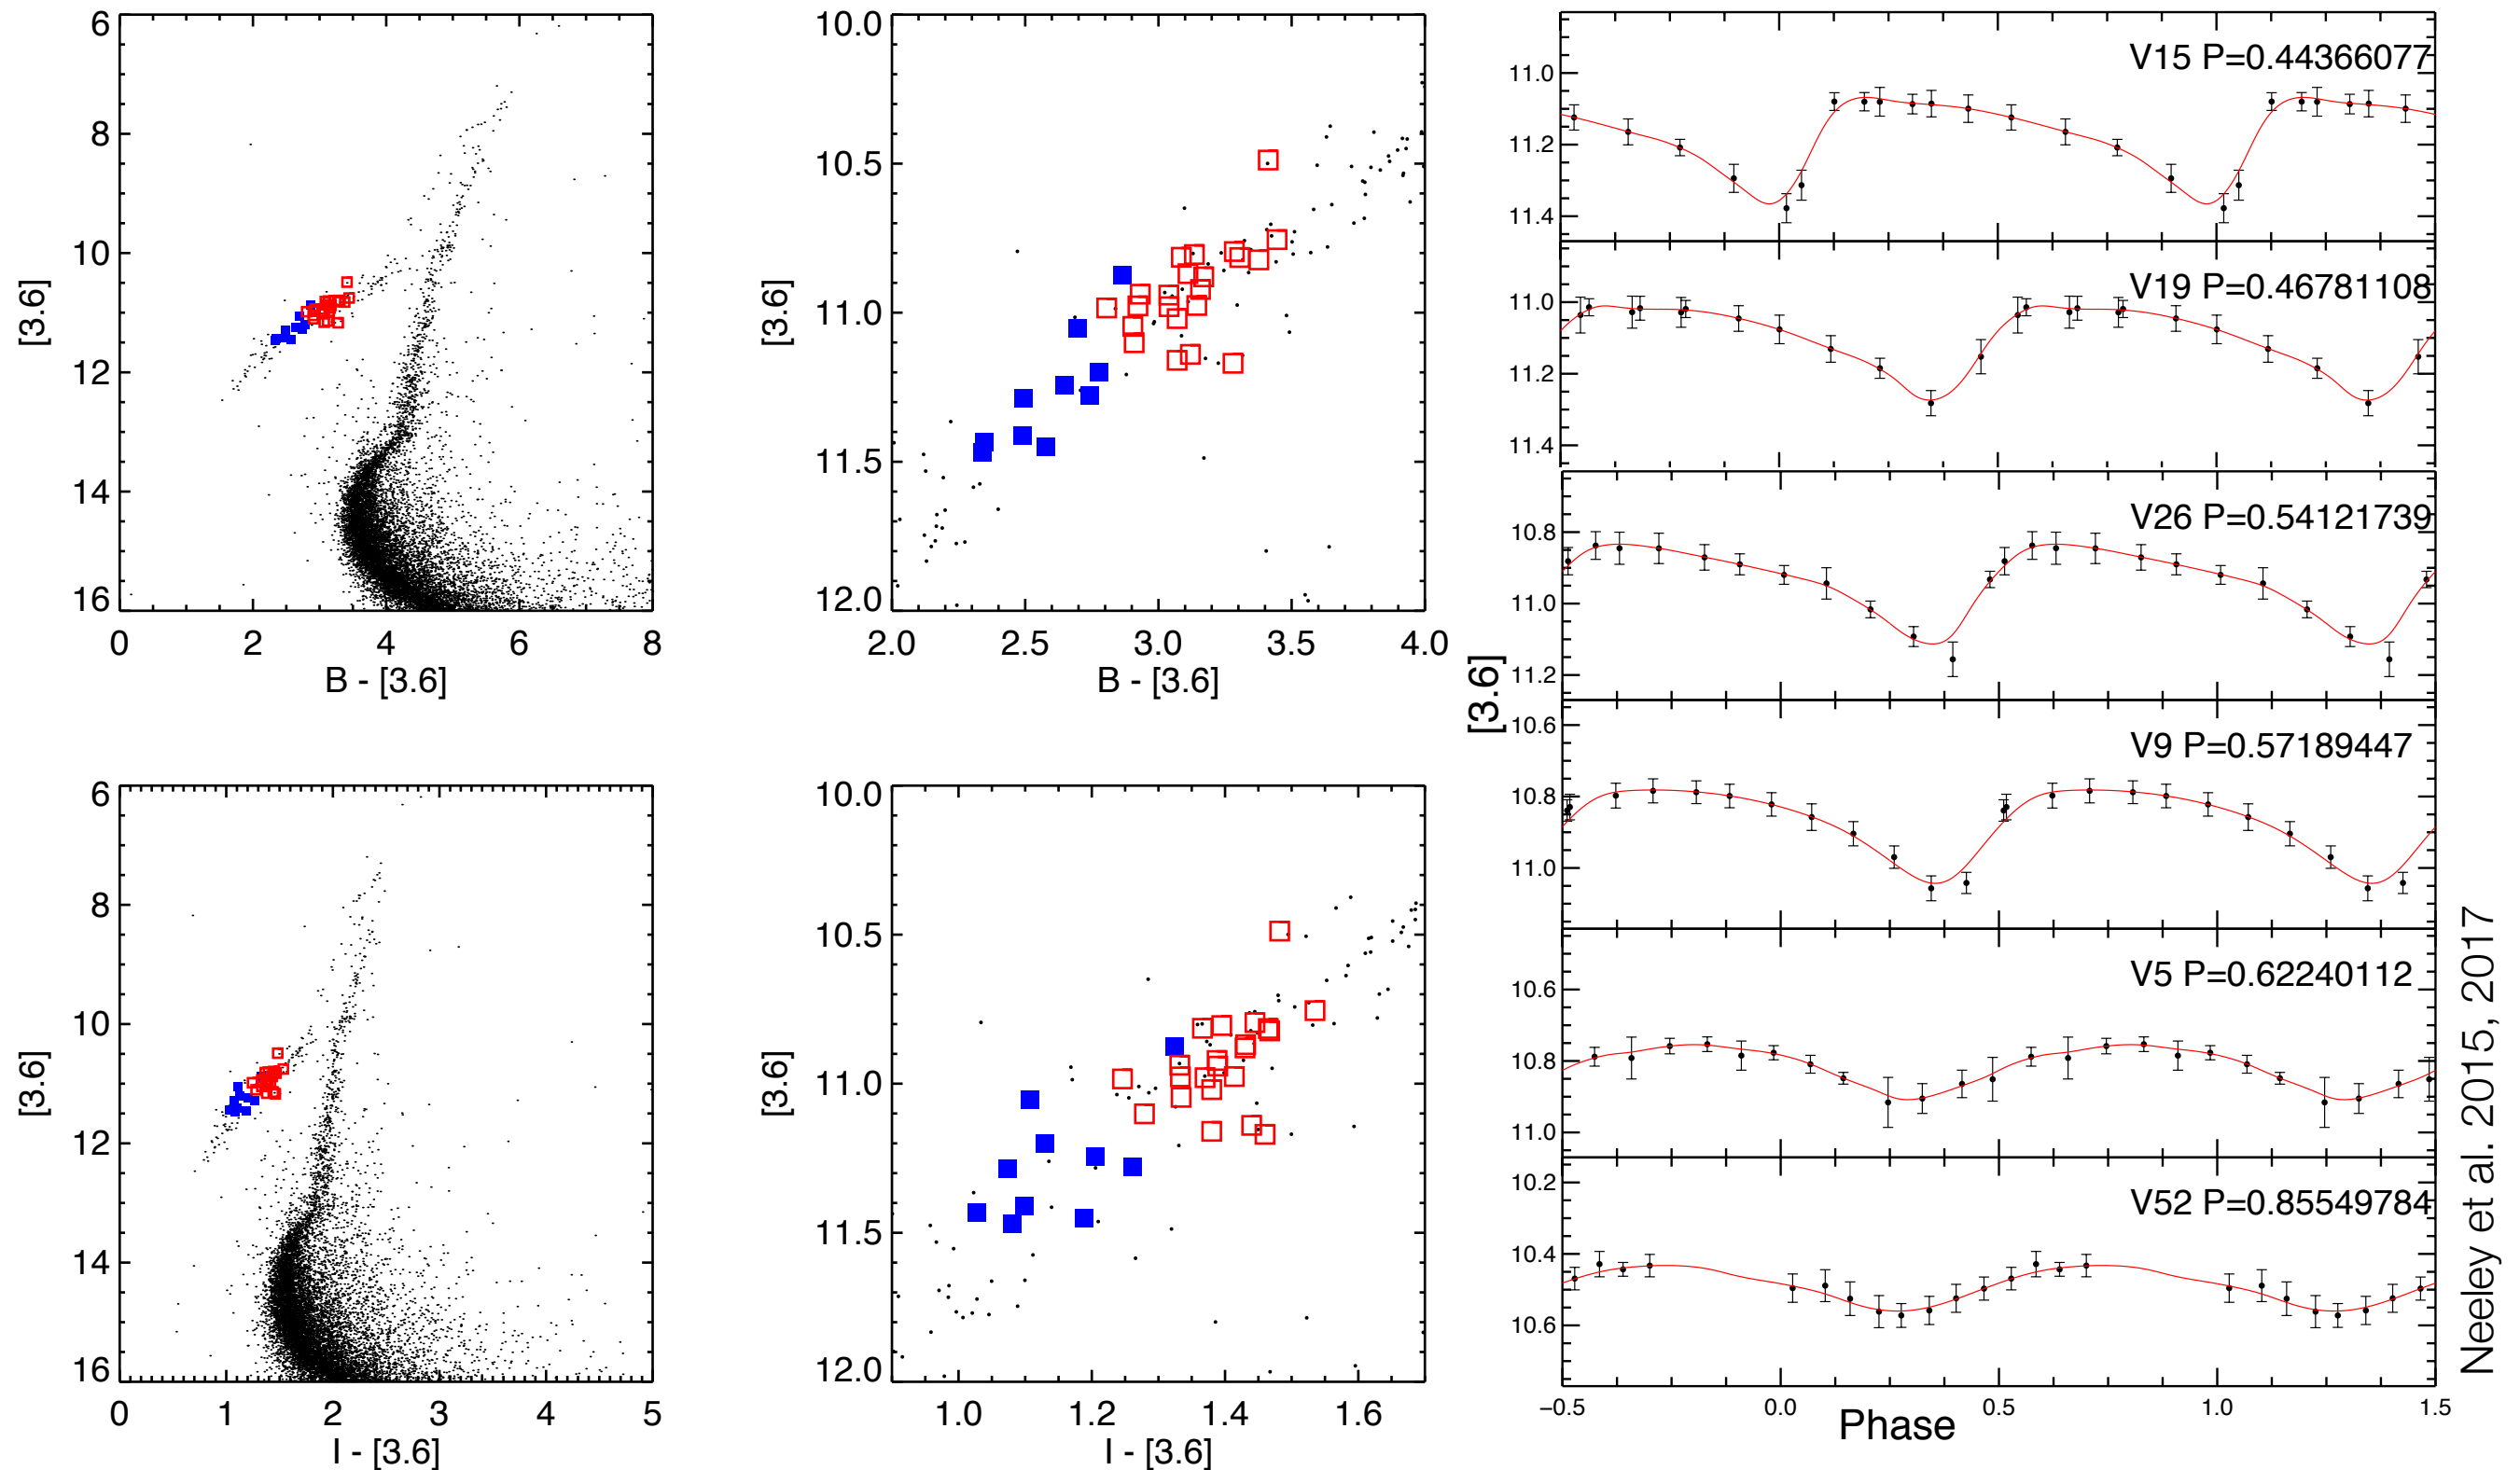 6
8
10
12
14
16
[3.6]
0 2 4 6 8
B - [3.6]
10.0
10.5
11.0
11.5
12.0
[3.6]
2.0 2.5 3.0 3.5 4.0
B - [3.6]
6
8
10
12
14
16
[3.6]
0 1 2 3 4 5
I - [3.6]
10.0
10.5
11.0
11.5
12.0
[3.6]
1.0 1.2 1.4 1.6
I - [3.6]
V15 P=0.44366077
11.0
11.2
11.4
V19 P=0.46781108
11.0
11.2
11.4
V26 P=0.54121739
10.8
11.0
11.2
[3.6]
V9 P=0.57189447
10.6
10.8
11.0
V5 P=0.62240112
10.6
10.8
11.0
V52 P=0.85549784
10.2
10.4
10.6
−0.5 0.0 0.5 1.0 1.5
Phase
Neeley et al. 2015, 2017